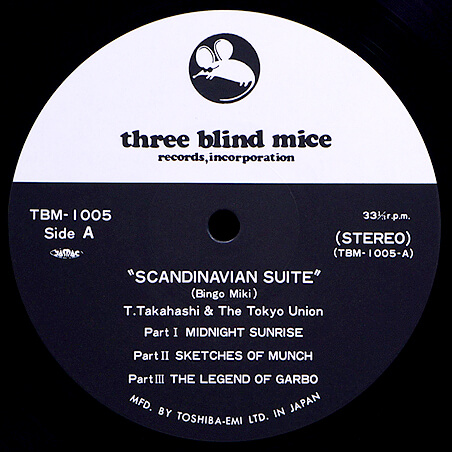 three blind mice
records, incorporation
TBM-1005
Side A
33⅓ r.p.m.
(STEREO)
(TBM-1005-A)
"SCANDINAVIAN SUITE"
(Bingo Miki)
T.Takahashi & The Tokyo Union
Part I MIDNIGHT SUNRISE
Part II SKETCHES OF MUNCH
Part III THE LEGEND OF GARBO
MFD. BY TOSHIBA-EMI LTD. IN JAPAN